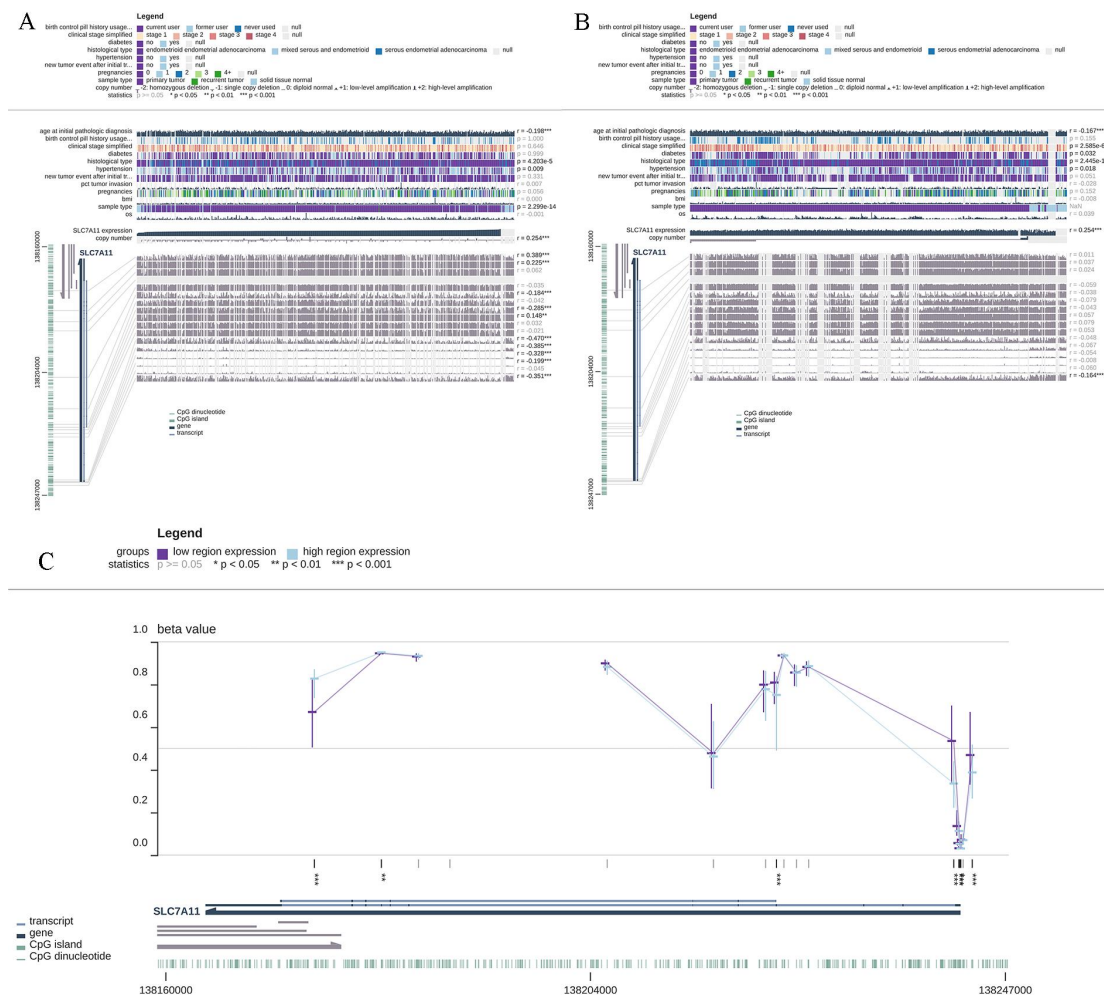 A
Legend
birth control pill history usage... current user former user never used null
clinical stage simplified stage 1 stage 2 stage 3 stage 4 null
diabetes no yes null
histological type endometrioid endometrial adenocarcinoma mixed serous and endometrioid serous endometrial adenocarcinoma null
hypertension no yes null
new tumor event after initial tr... no yes null
pregnancies 0 1 2 3 4+ null
sample type primary tumor recurrent tumor solid tissue normal
copy number -2: homozygous deletion -1: single copy deletion 0: diploid normal +1: low-level amplification +2: high-level amplification
statistics p >= 0.05 * p < 0.05 ** p < 0.01 *** p < 0.001
age at initial pathologic diagnosis r = -0.198***
birth control pill history usage... p = 1.000
clinical stage simplified p = 0.046
diabetes p = 0.999
histological type p = 4.203e-5
hypertension p = 0.009
new tumor event after initial tr... p = 0.331
pct tumor invasion r = 0.007
pregnancies p = 0.056
bmi r = 0.000
sample type p = 2.299e-14
os r = -0.001
SLC7A11 expression
copy number r = 0.254***
138160000
SLC7A11
r = 0.389***
r = 0.225***
r = 0.062
r = -0.035
r = -0.184***
r = -0.042
r = -0.285***
r = 0.148**
r = 0.032
r = -0.021
r = -0.470***
r = -0.385***
r = -0.328***
r = -0.199***
r = -0.045
r = -0.351***
138204000
138247000
CpG dinucleotide
CpG island
gene
transcript
B
Legend
birth control pill history usage... current user former user never used null
clinical stage simplified stage 1 stage 2 stage 3 stage 4 null
diabetes no yes null
histological type endometrioid endometrial adenocarcinoma mixed serous and endometrioid serous endometrial adenocarcinoma null
hypertension no yes null
new tumor event after initial tr... no yes null
pregnancies 0 1 2 3 4+ null
sample type primary tumor recurrent tumor solid tissue normal
copy number -2: homozygous deletion -1: single copy deletion 0: diploid normal +1: low-level amplification +2: high-level amplification
statistics p >= 0.05 * p < 0.05 ** p < 0.01 *** p < 0.001
age at initial pathologic diagnosis r = -0.167***
birth control pill history usage... p = 0.155
clinical stage simplified p = 2.585e-6
diabetes p = 0.032
histological type p = 2.445e-1
hypertension p = 0.018
new tumor event after initial tr... p = 0.051
pct tumor invasion r = -0.028
pregnancies p = 0.162
bmi r = -0.008
sample type NaN
os r = 0.039
SLC7A11 expression r = 0.254***
copy number
138160000
SLC7A11
r = 0.011
r = 0.037
r = 0.024
r = -0.059
r = -0.038
r = -0.079
r = -0.043
r = 0.057
r = 0.079
r = 0.053
r = -0.048
r = -0.067
r = -0.054
r = -0.008
r = -0.060
r = -0.164***
138204000
138247000
CpG dinucleotide
CpG island
gene
transcript
C
Legend
groups low region expression high region expression
statistics p >= 0.05 * p < 0.05 ** p < 0.01 *** p < 0.001
beta value
1.0
0.8
0.6
0.4
0.2
0.0
*** ** *** *** *** ***
SLC7A11
transcript
gene
CpG island
CpG dinucleotide
138160000 138204000 138247000